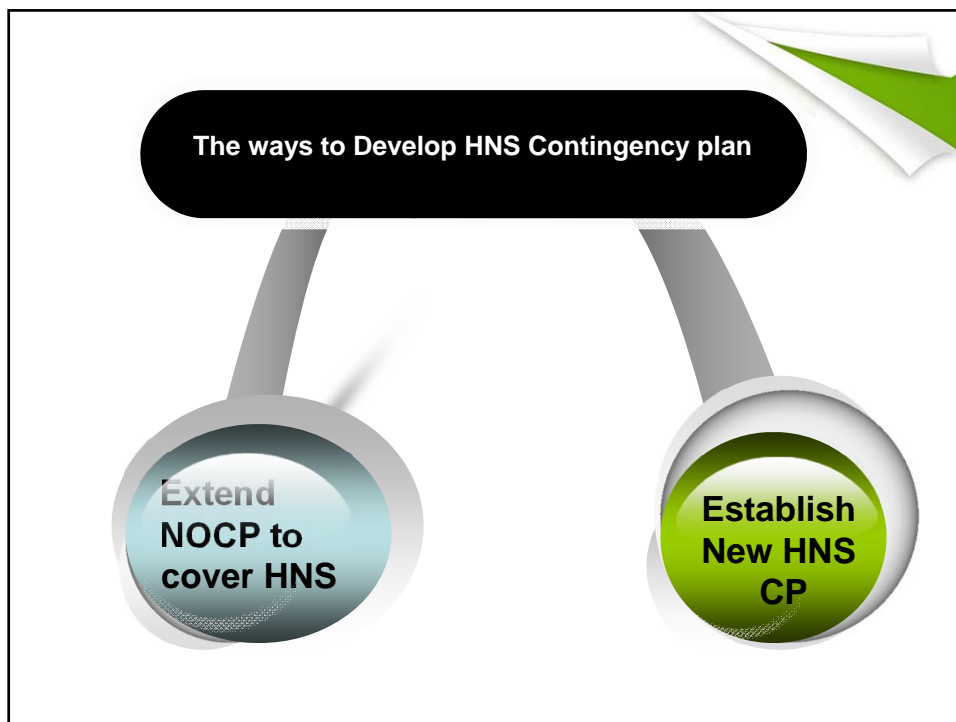 The ways to Develop HNS Contingency plan
Extend
NOCP to
cover HNS
Establish
New HNS
CP